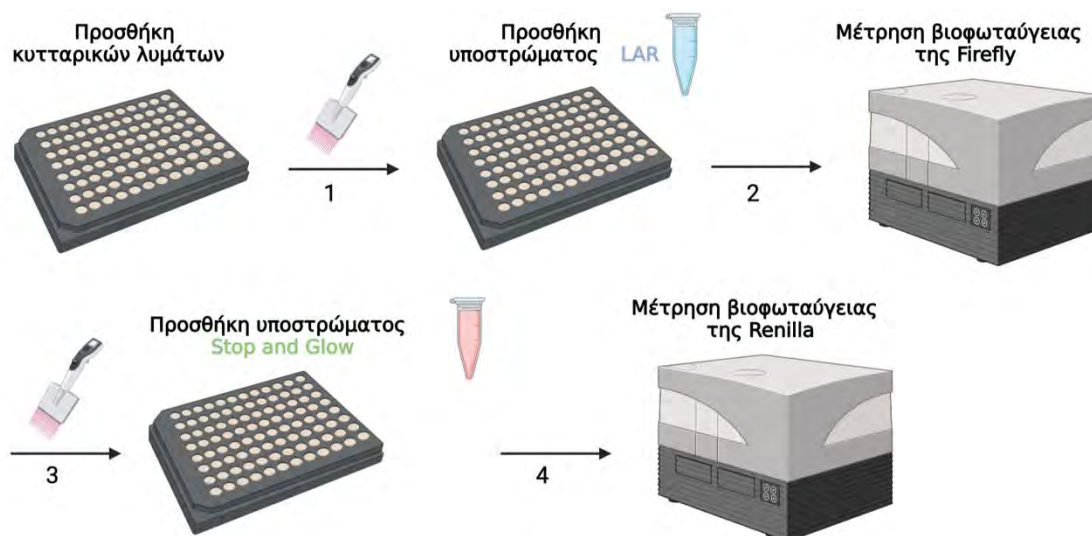 Προσθήκη
κυτταρικών λυμάτων
Προσθήκη
υποστρώματος LAR
Μέτρηση βιοφωταύγειας
της Firefly
1
2
Προσθήκη υποστρώματος
Stop and Glow
Μέτρηση βιοφωταύγειας
της Renilla
3
4